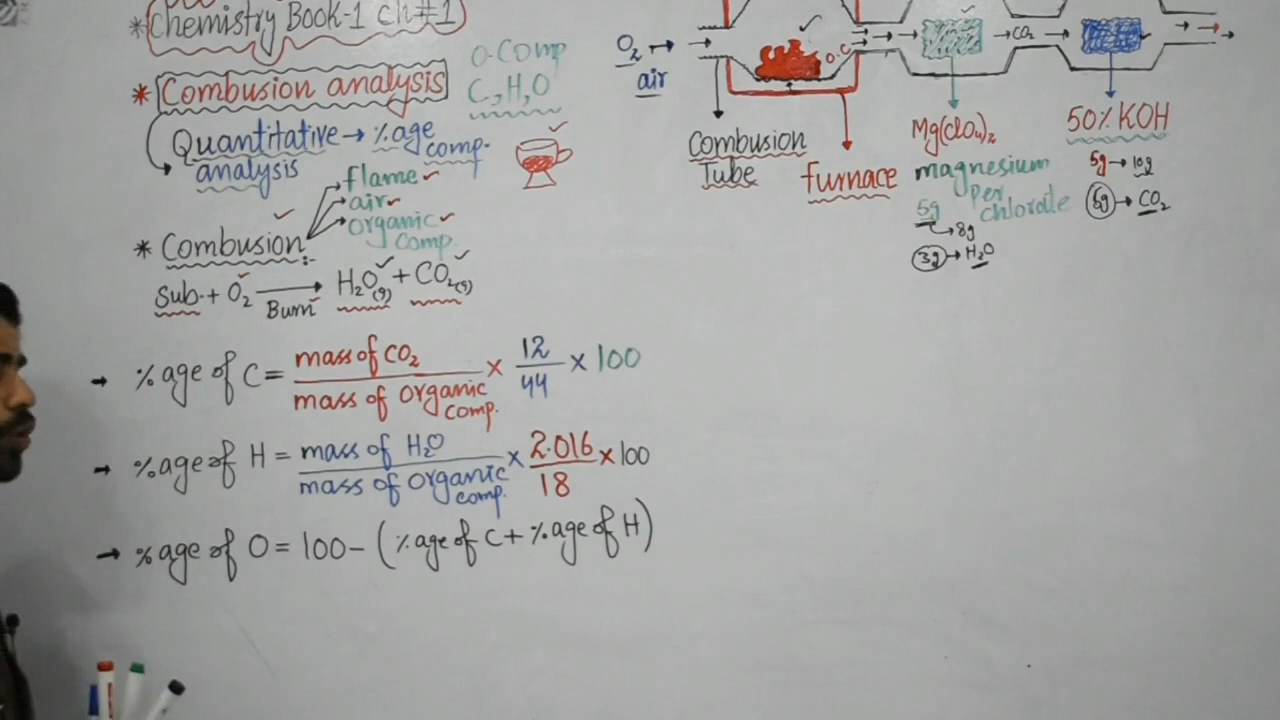 *Chemistry Book-1 Ch#1
* Combusion analysis
O-Comp
C,H,O
Quantitative → %age comp.
analysis
flame
air
organic comp.
* Combusion:-
Sub + O2 → H2O(g) + CO2(g)
Burn
→ %age of C = mass of CO2 / mass of organic comp. × 12/44 × 100
→ %age of H = mass of H2O / mass of organic comp. × 2.016/18 × 100
→ %age of O = 100 - (%age of C + %age of H)
O2 →
air
O.C
→ CO2 →
Combusion
Tube
furnace
Mg(ClO4)2
magnesium
per
chlorate
5g
→ 8g
3g → H2O
50% KOH
5g → 10g
5g → CO2